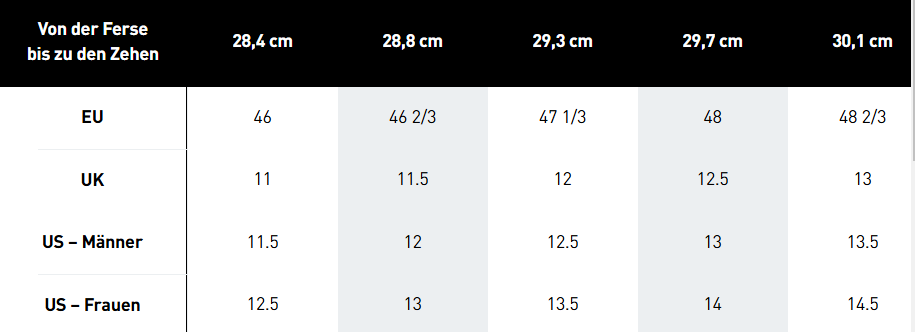 Von der Ferse
bis zu den Zehen
28,4 cm 28,8 cm 29,3 cm 29,7 cm 30,1 cm
EU 46 46 2/3 47 1/3 48 48 2/3
UK 11 11.5 12 12.5 13
US – Männer 11.5 12 12.5 13 13.5
US – Frauen 12.5 13 13.5 14 14.5